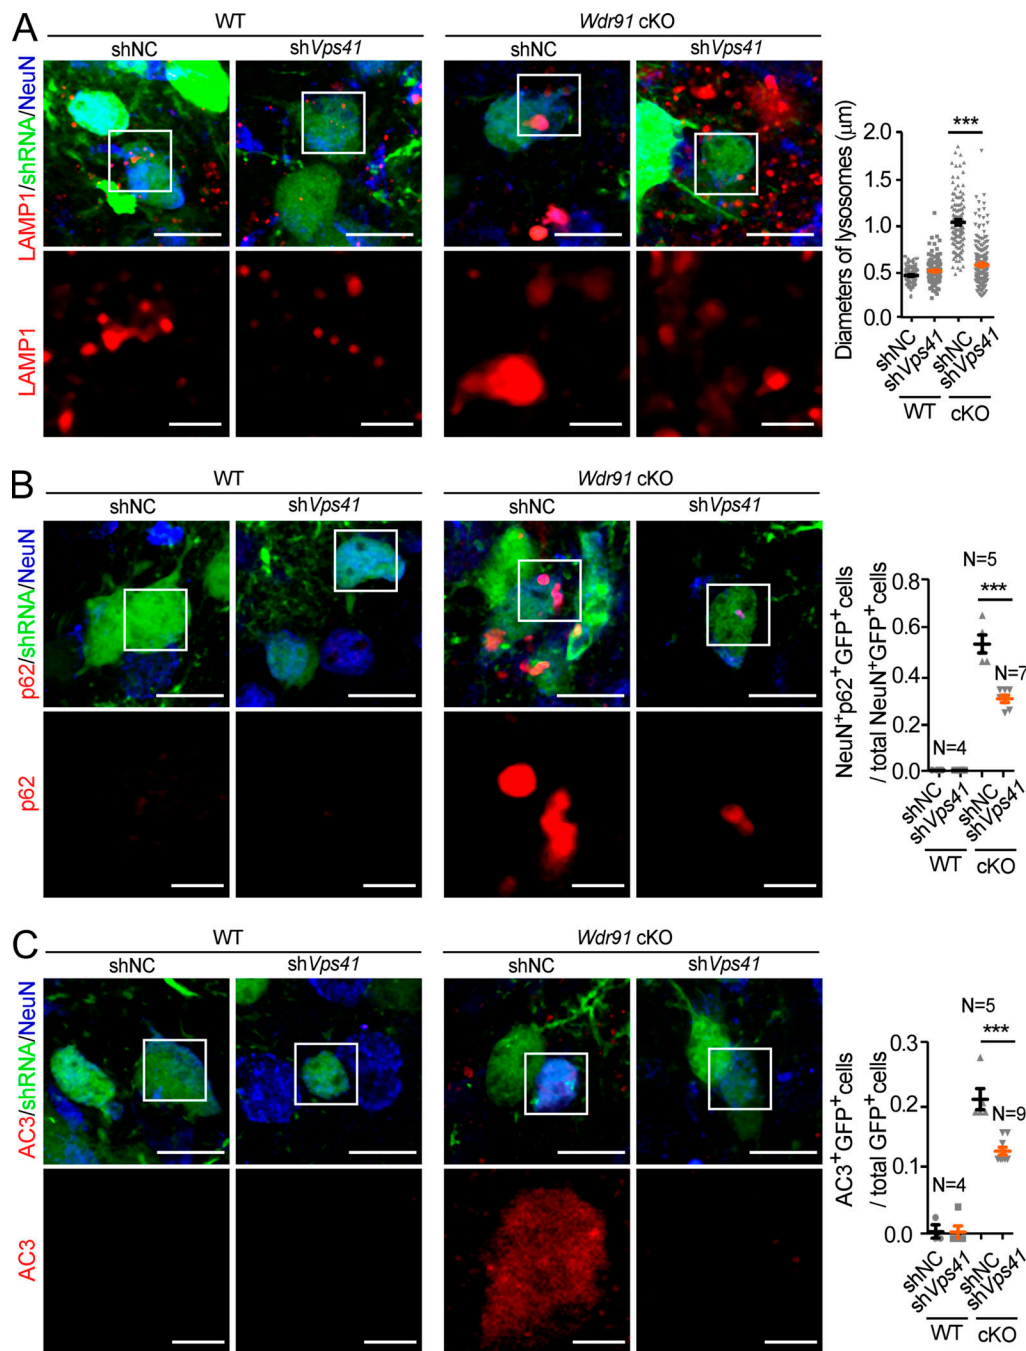 A
WT
Wdr91 cKO
shNC
shVps41
shNC
shVps41
LAMP1/shRNA/NeuN
LAMP1
Diameters of lysosomes (μm)
2.0
1.5
1.0
0.5
0.0
***
shNC
shVps41
shNC
shVps41
WT
cKO
B
WT
Wdr91 cKO
shNC
shVps41
shNC
shVps41
p62/shRNA/NeuN
p62
NeuN+p62+GFP+cells
/ total NeuN+GFP+cells
0.8
0.6
0.4
0.2
0.0
N=5
***
N=7
N=4
shNC
shVps41
shNC
shVps41
WT
cKO
C
WT
Wdr91 cKO
shNC
shVps41
shNC
shVps41
AC3/shRNA/NeuN
AC3
AC3+GFP+cells
/ total GFP+cells
0.3
0.2
0.1
0.0
N=5
***
N=9
N=4
shNC
shVps41
shNC
shVps41
WT
cKO